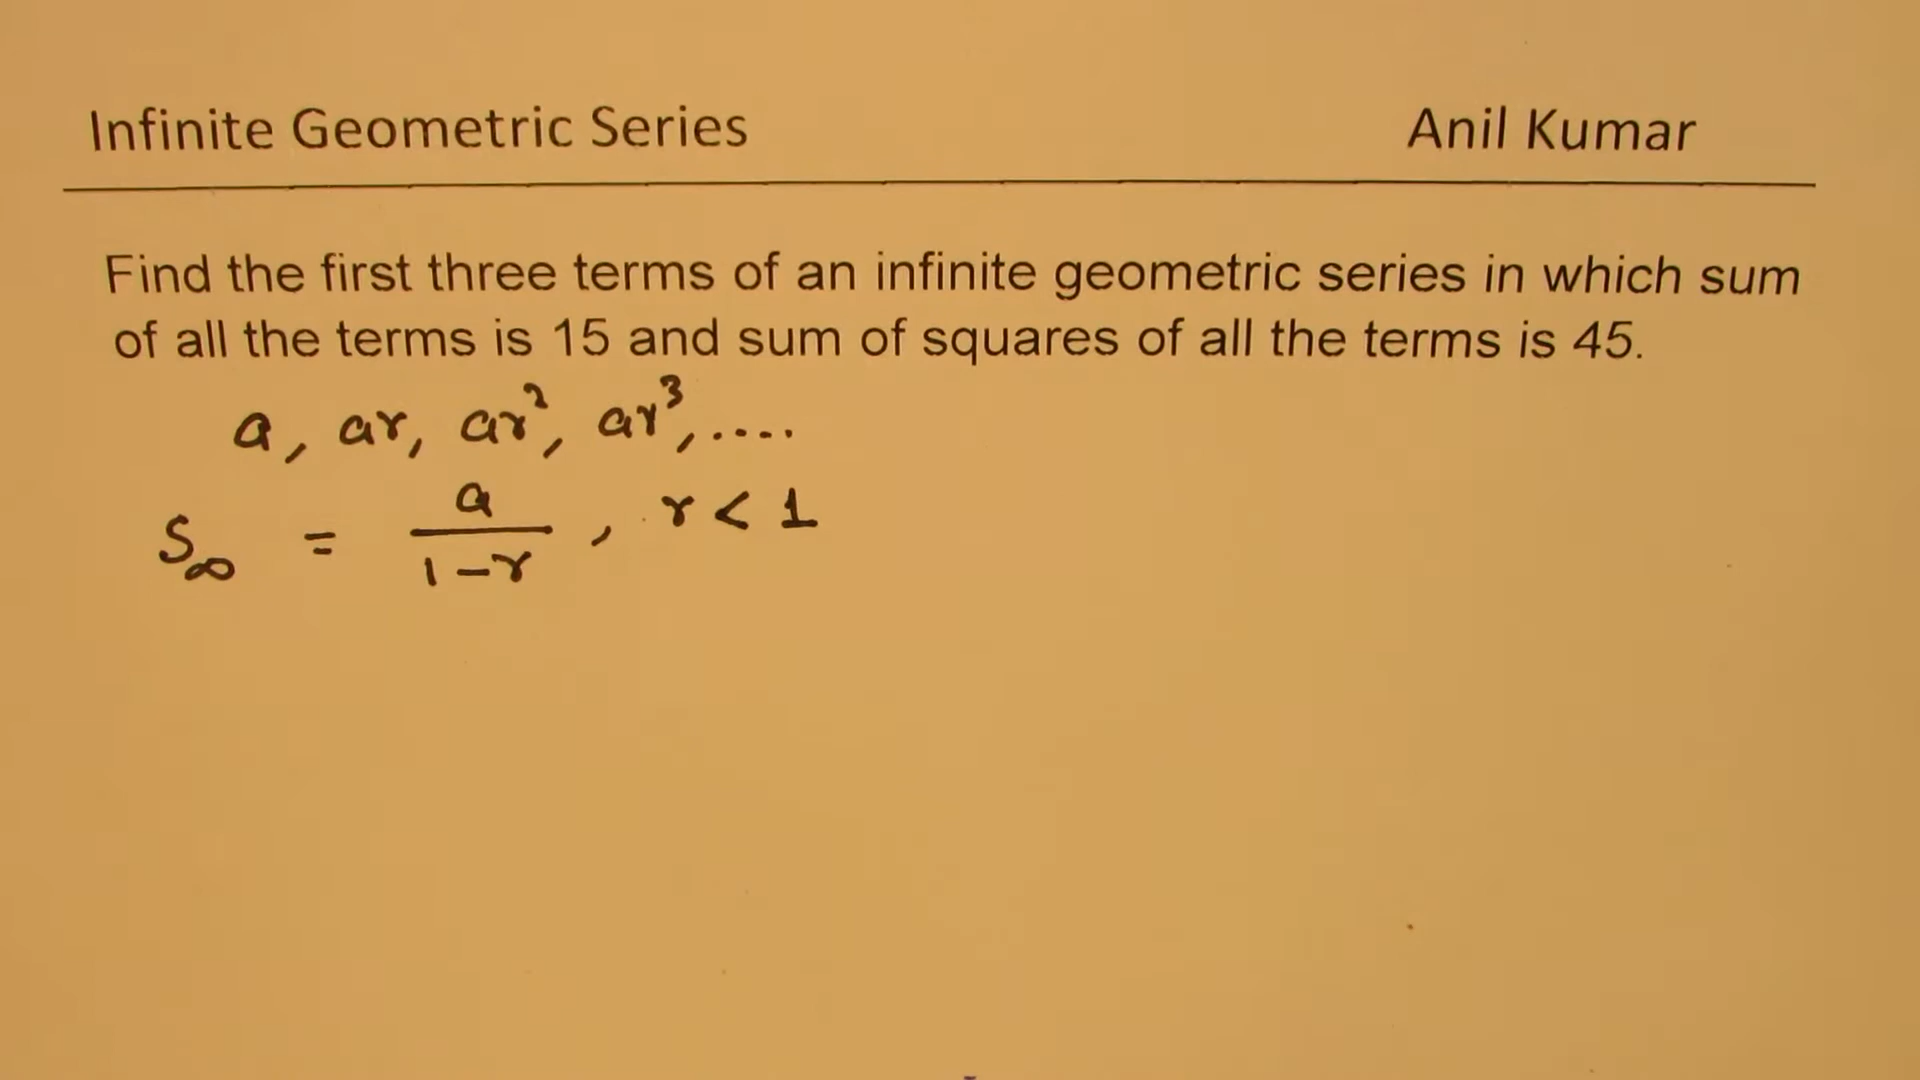 Infinite Geometric Series Anil Kumar
Find the first three terms of an infinite geometric series in which sum
of all the terms is 15 and sum of squares of all the terms is 45.
a, ar, ar², ar³, ....
S∞ = a/(1-r), r < 1